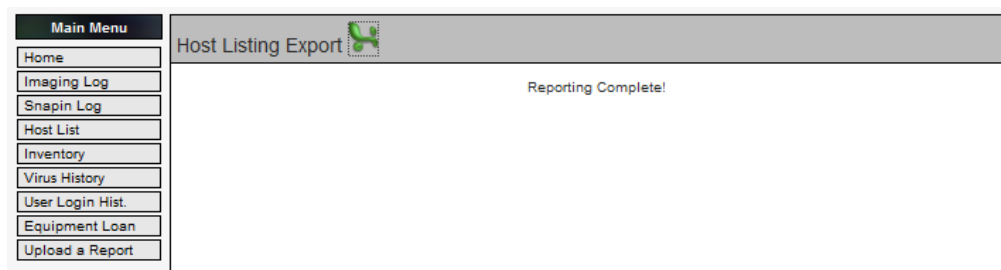 Main Menu
Home
Imaging Log
Snapin Log
Host List
Inventory
Virus History
User Login Hist.
Equipment Loan
Upload a Report
Host Listing Export
Reporting Complete!